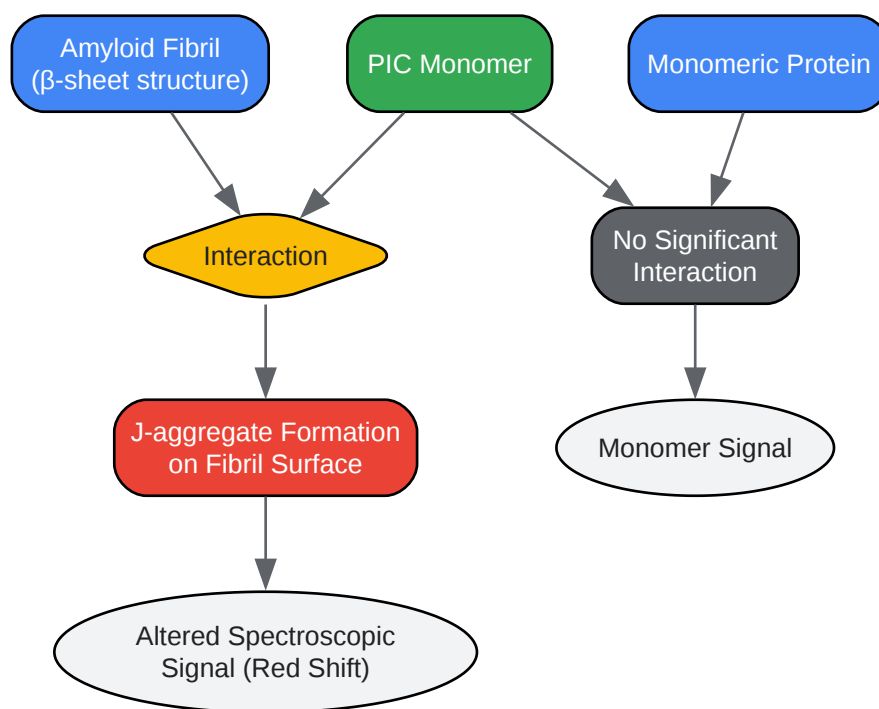 Amyloid Fibril
(β-sheet structure)
PIC Monomer
Monomeric Protein
Interaction
No Significant
Interaction
J-aggregate Formation
on Fibril Surface
Monomer Signal
Altered Spectroscopic
Signal (Red Shift)